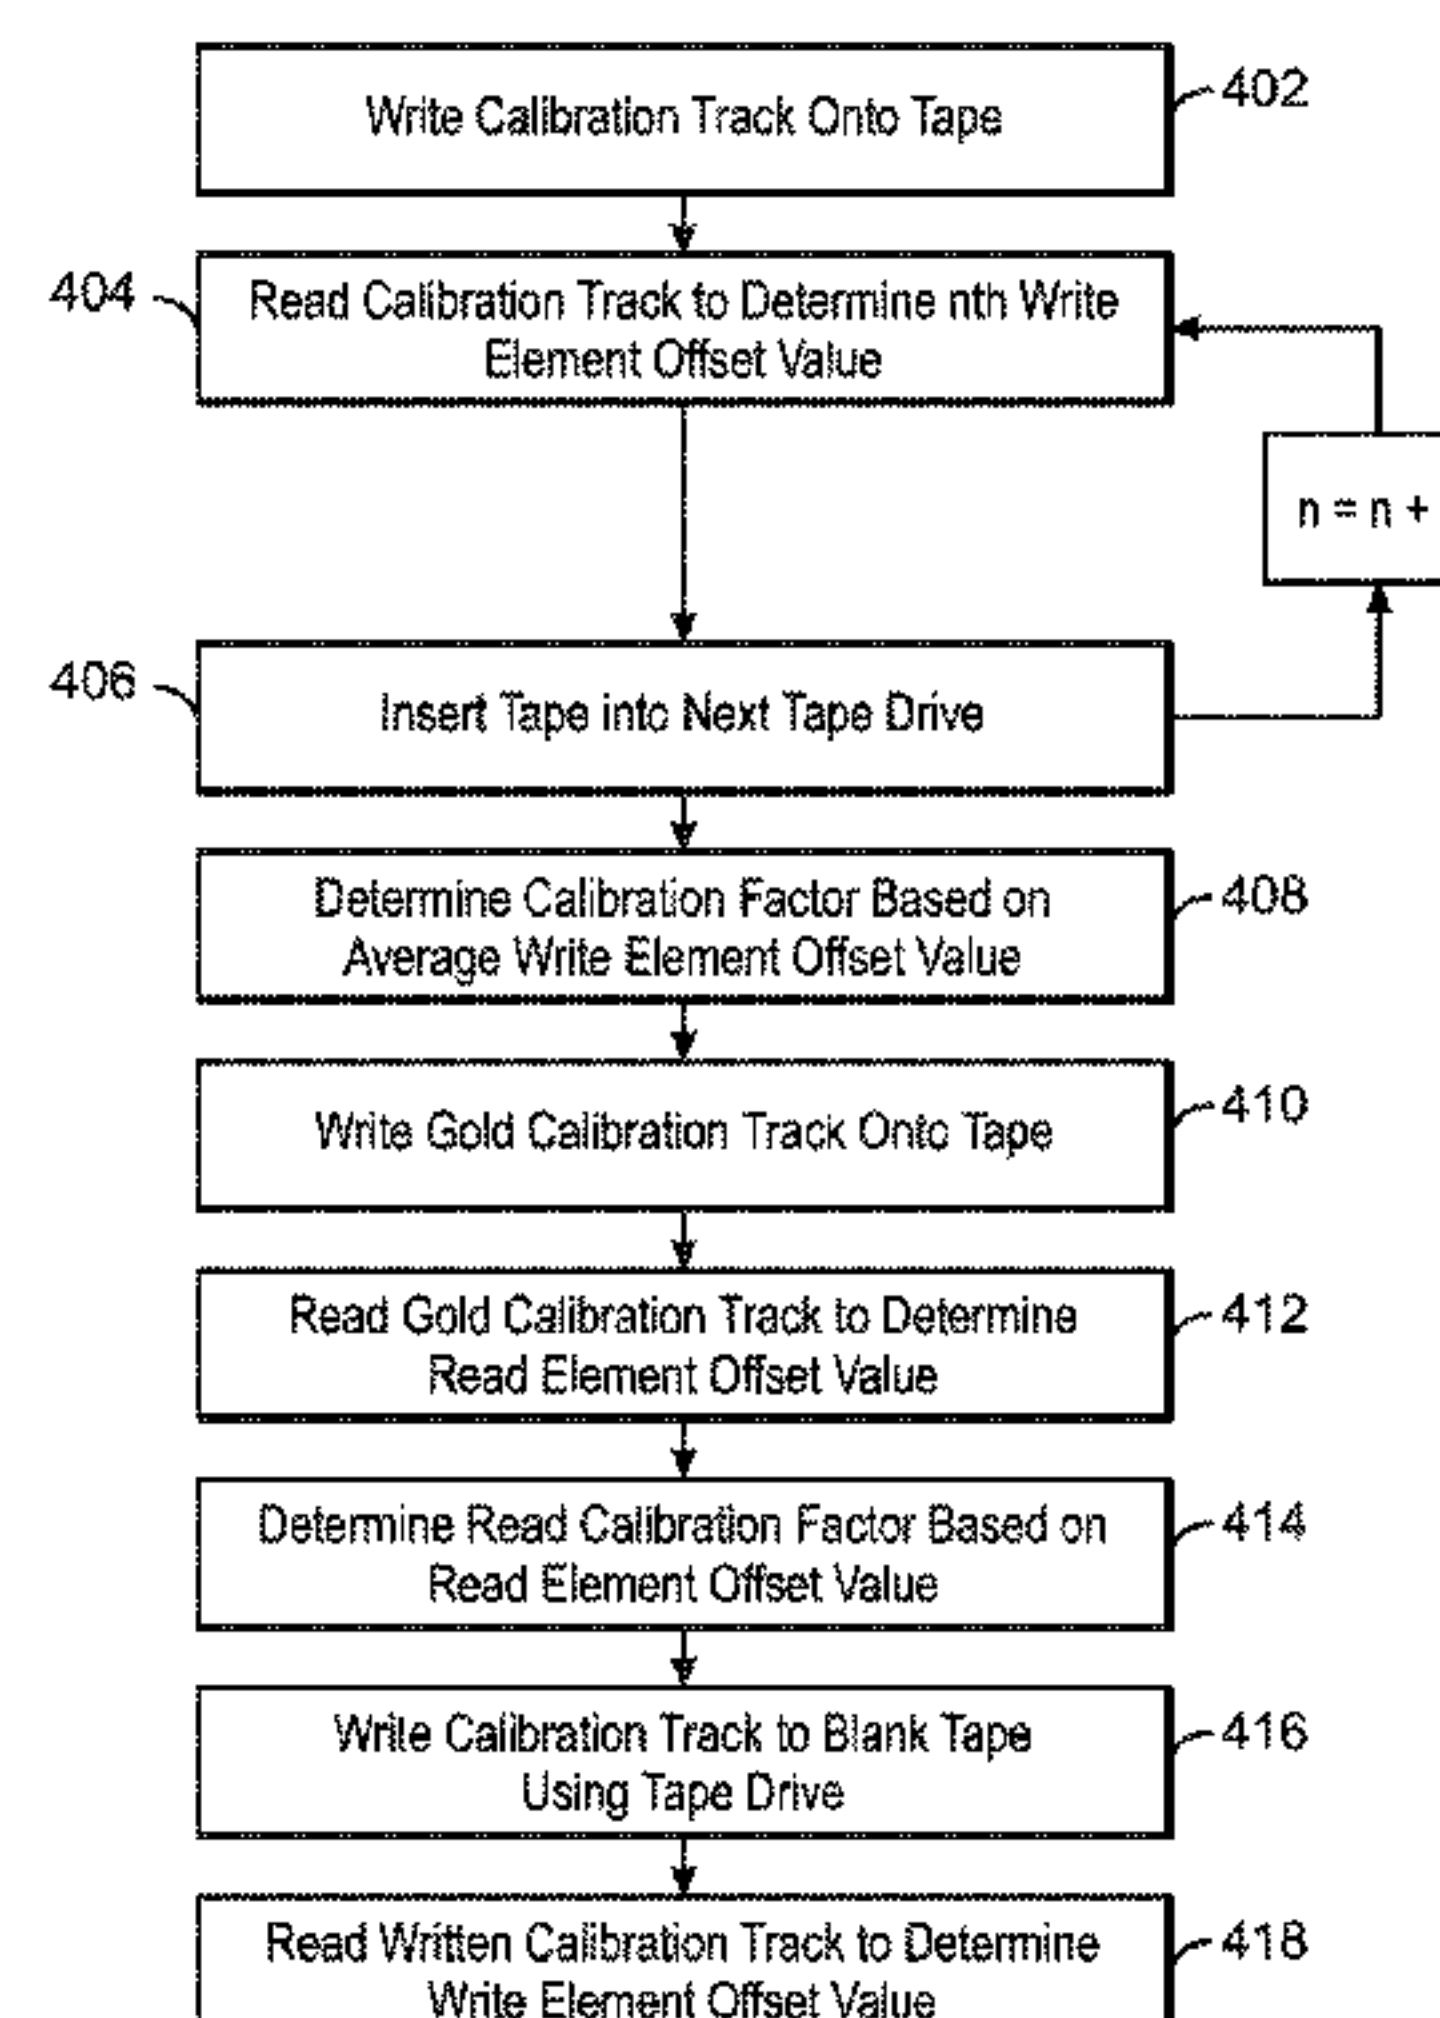 Write Calibration Track Onto Tape
402
404
Read Calibration Track to Determine nth Write
Element Offset Value
n = n +
406
Insert Tape into Next Tape Drive
Determine Calibration Factor Based on
Average Write Element Offset Value
408
Write Gold Calibration Track Onto Tape
410
Read Gold Calibration Track to Determine
Read Element Offset Value
412
Determine Read Calibration Factor Based on
Read Element Offset Value
414
Write Calibration Track to Blank Tape
Using Tape Drive
416
Read Written Calibration Track to Determine
Write Element Offset Value
418